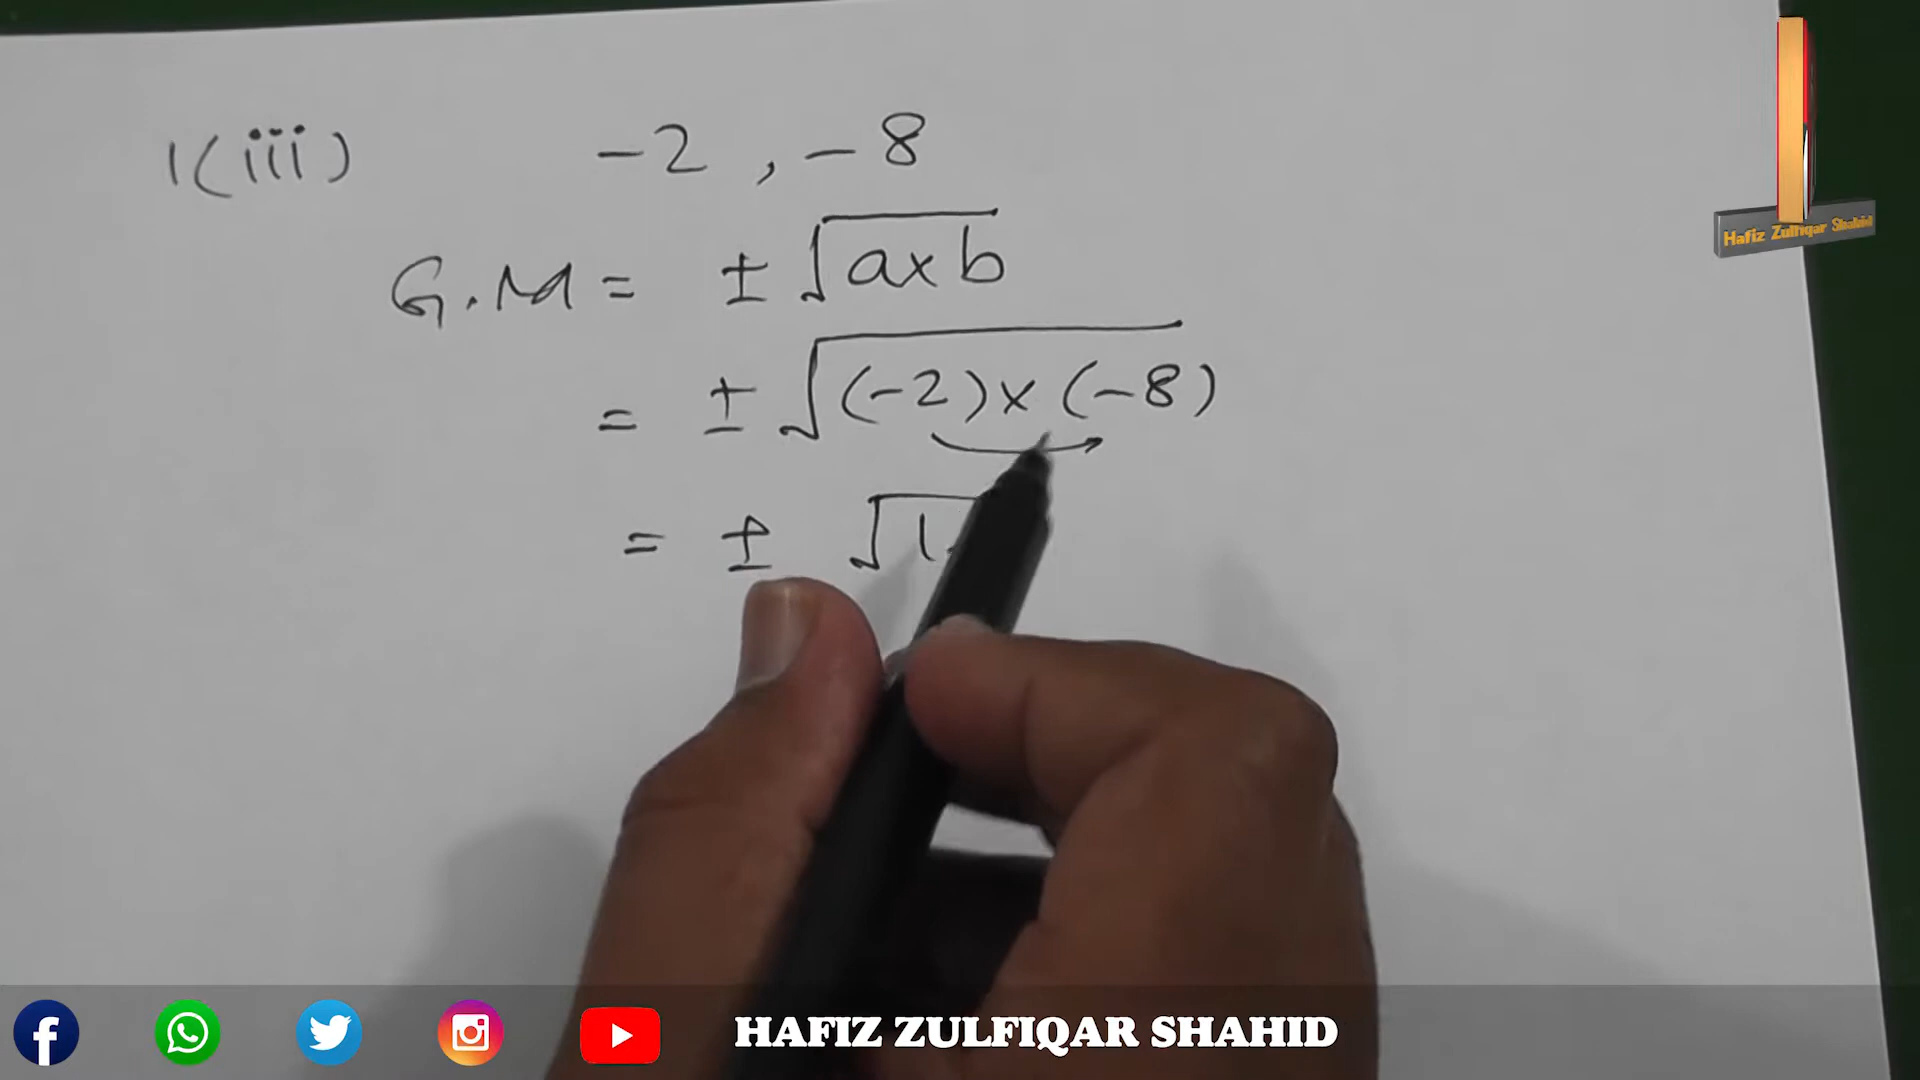 1(iii) -2 , -8
G.M = ± √a×b
= ± √(-2)×(-8)
= ± √1
Hafiz Zulfiqar Shahid
HAFIZ ZULFIQAR SHAHID